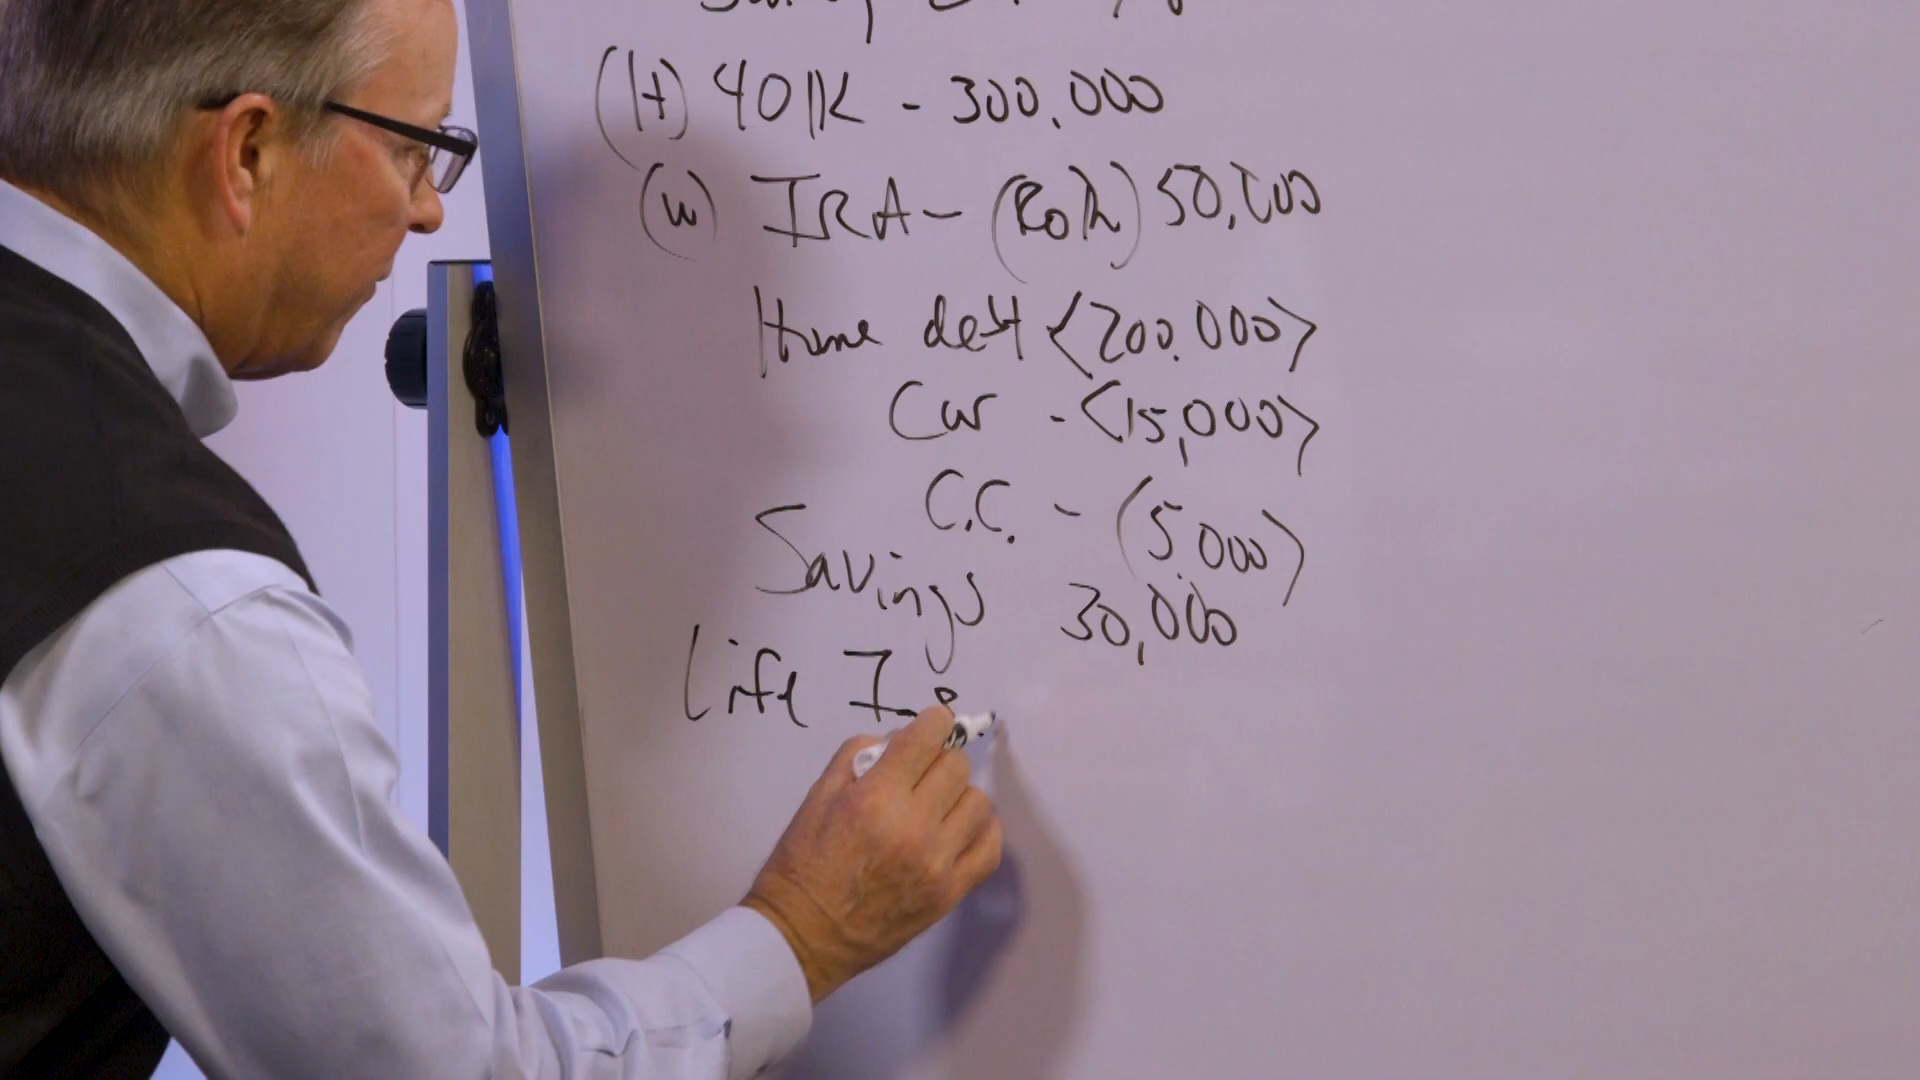 (H) 401K - 300,000
(W) IRA - (Roth) 50,000
Home debt <200,000>
Car - <15,000>
C.C. - (5,000)
Savings 30,000
Life